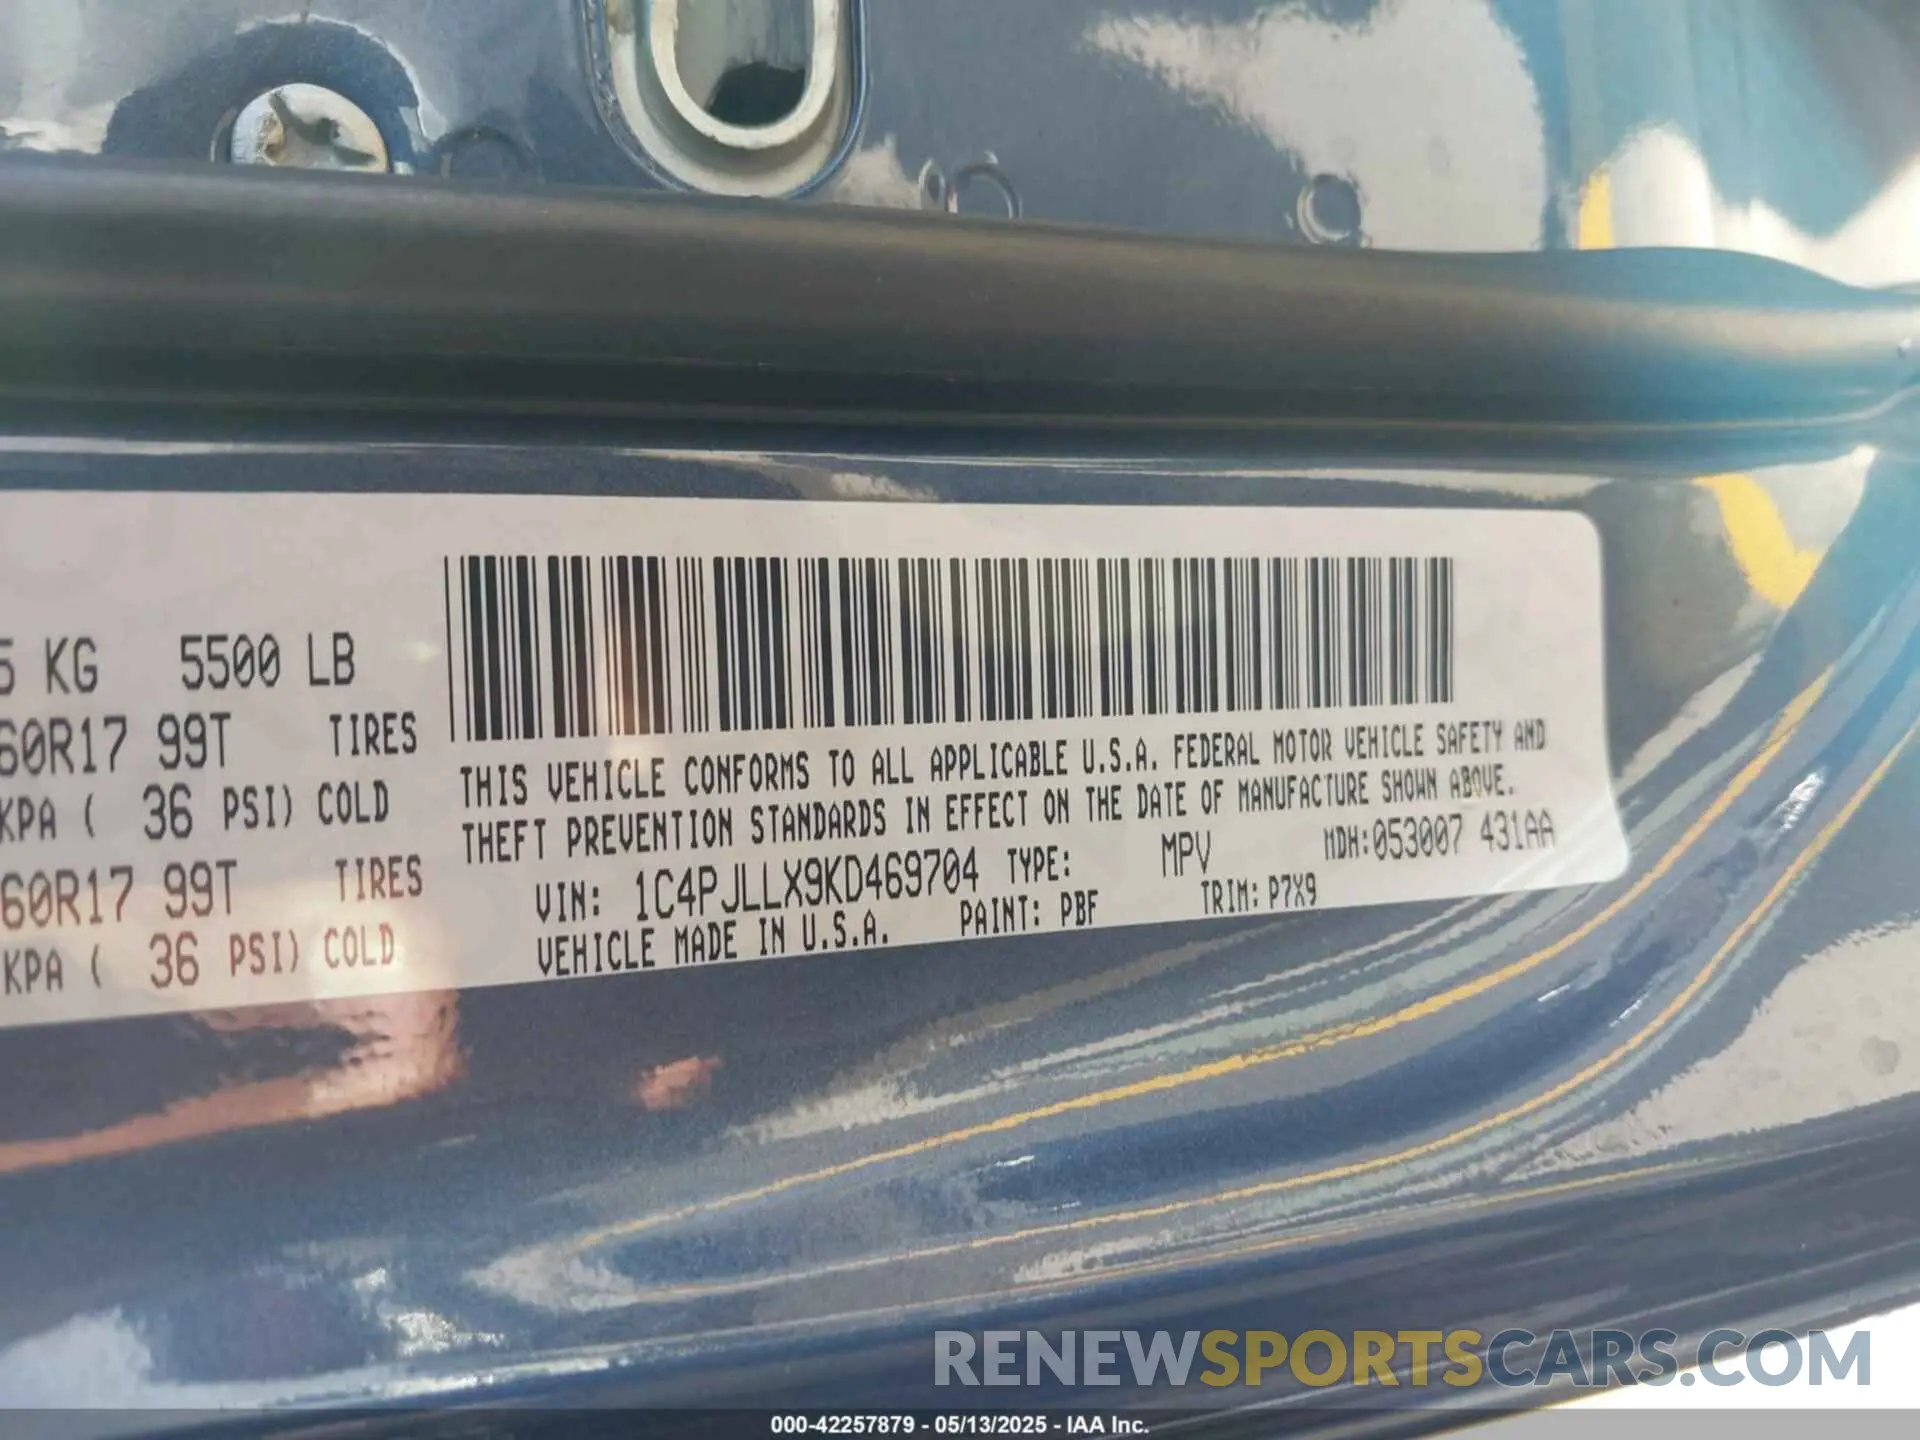 5 KG 5500 LB
60R17 99T TIRES
KPA ( 36 PSI) COLD
60R17 99T TIRES
KPA ( 36 PSI) COLD
THIS VEHICLE CONFORMS TO ALL APPLICABLE U.S.A. FEDERAL MOTOR VEHICLE SAFETY AND
THEFT PREVENTION STANDARDS IN EFFECT ON THE DATE OF MANUFACTURE SHOWN ABOVE.
VIN: 1C4PJLLX9KD469704 TYPE: MPV MDH:053007 431AA
VEHICLE MADE IN U.S.A. PAINT: PBF TRIM: P7X9
RENEWSPORTSCARS.COM
000-42257879 - 05/13/2025 - IAA Inc.